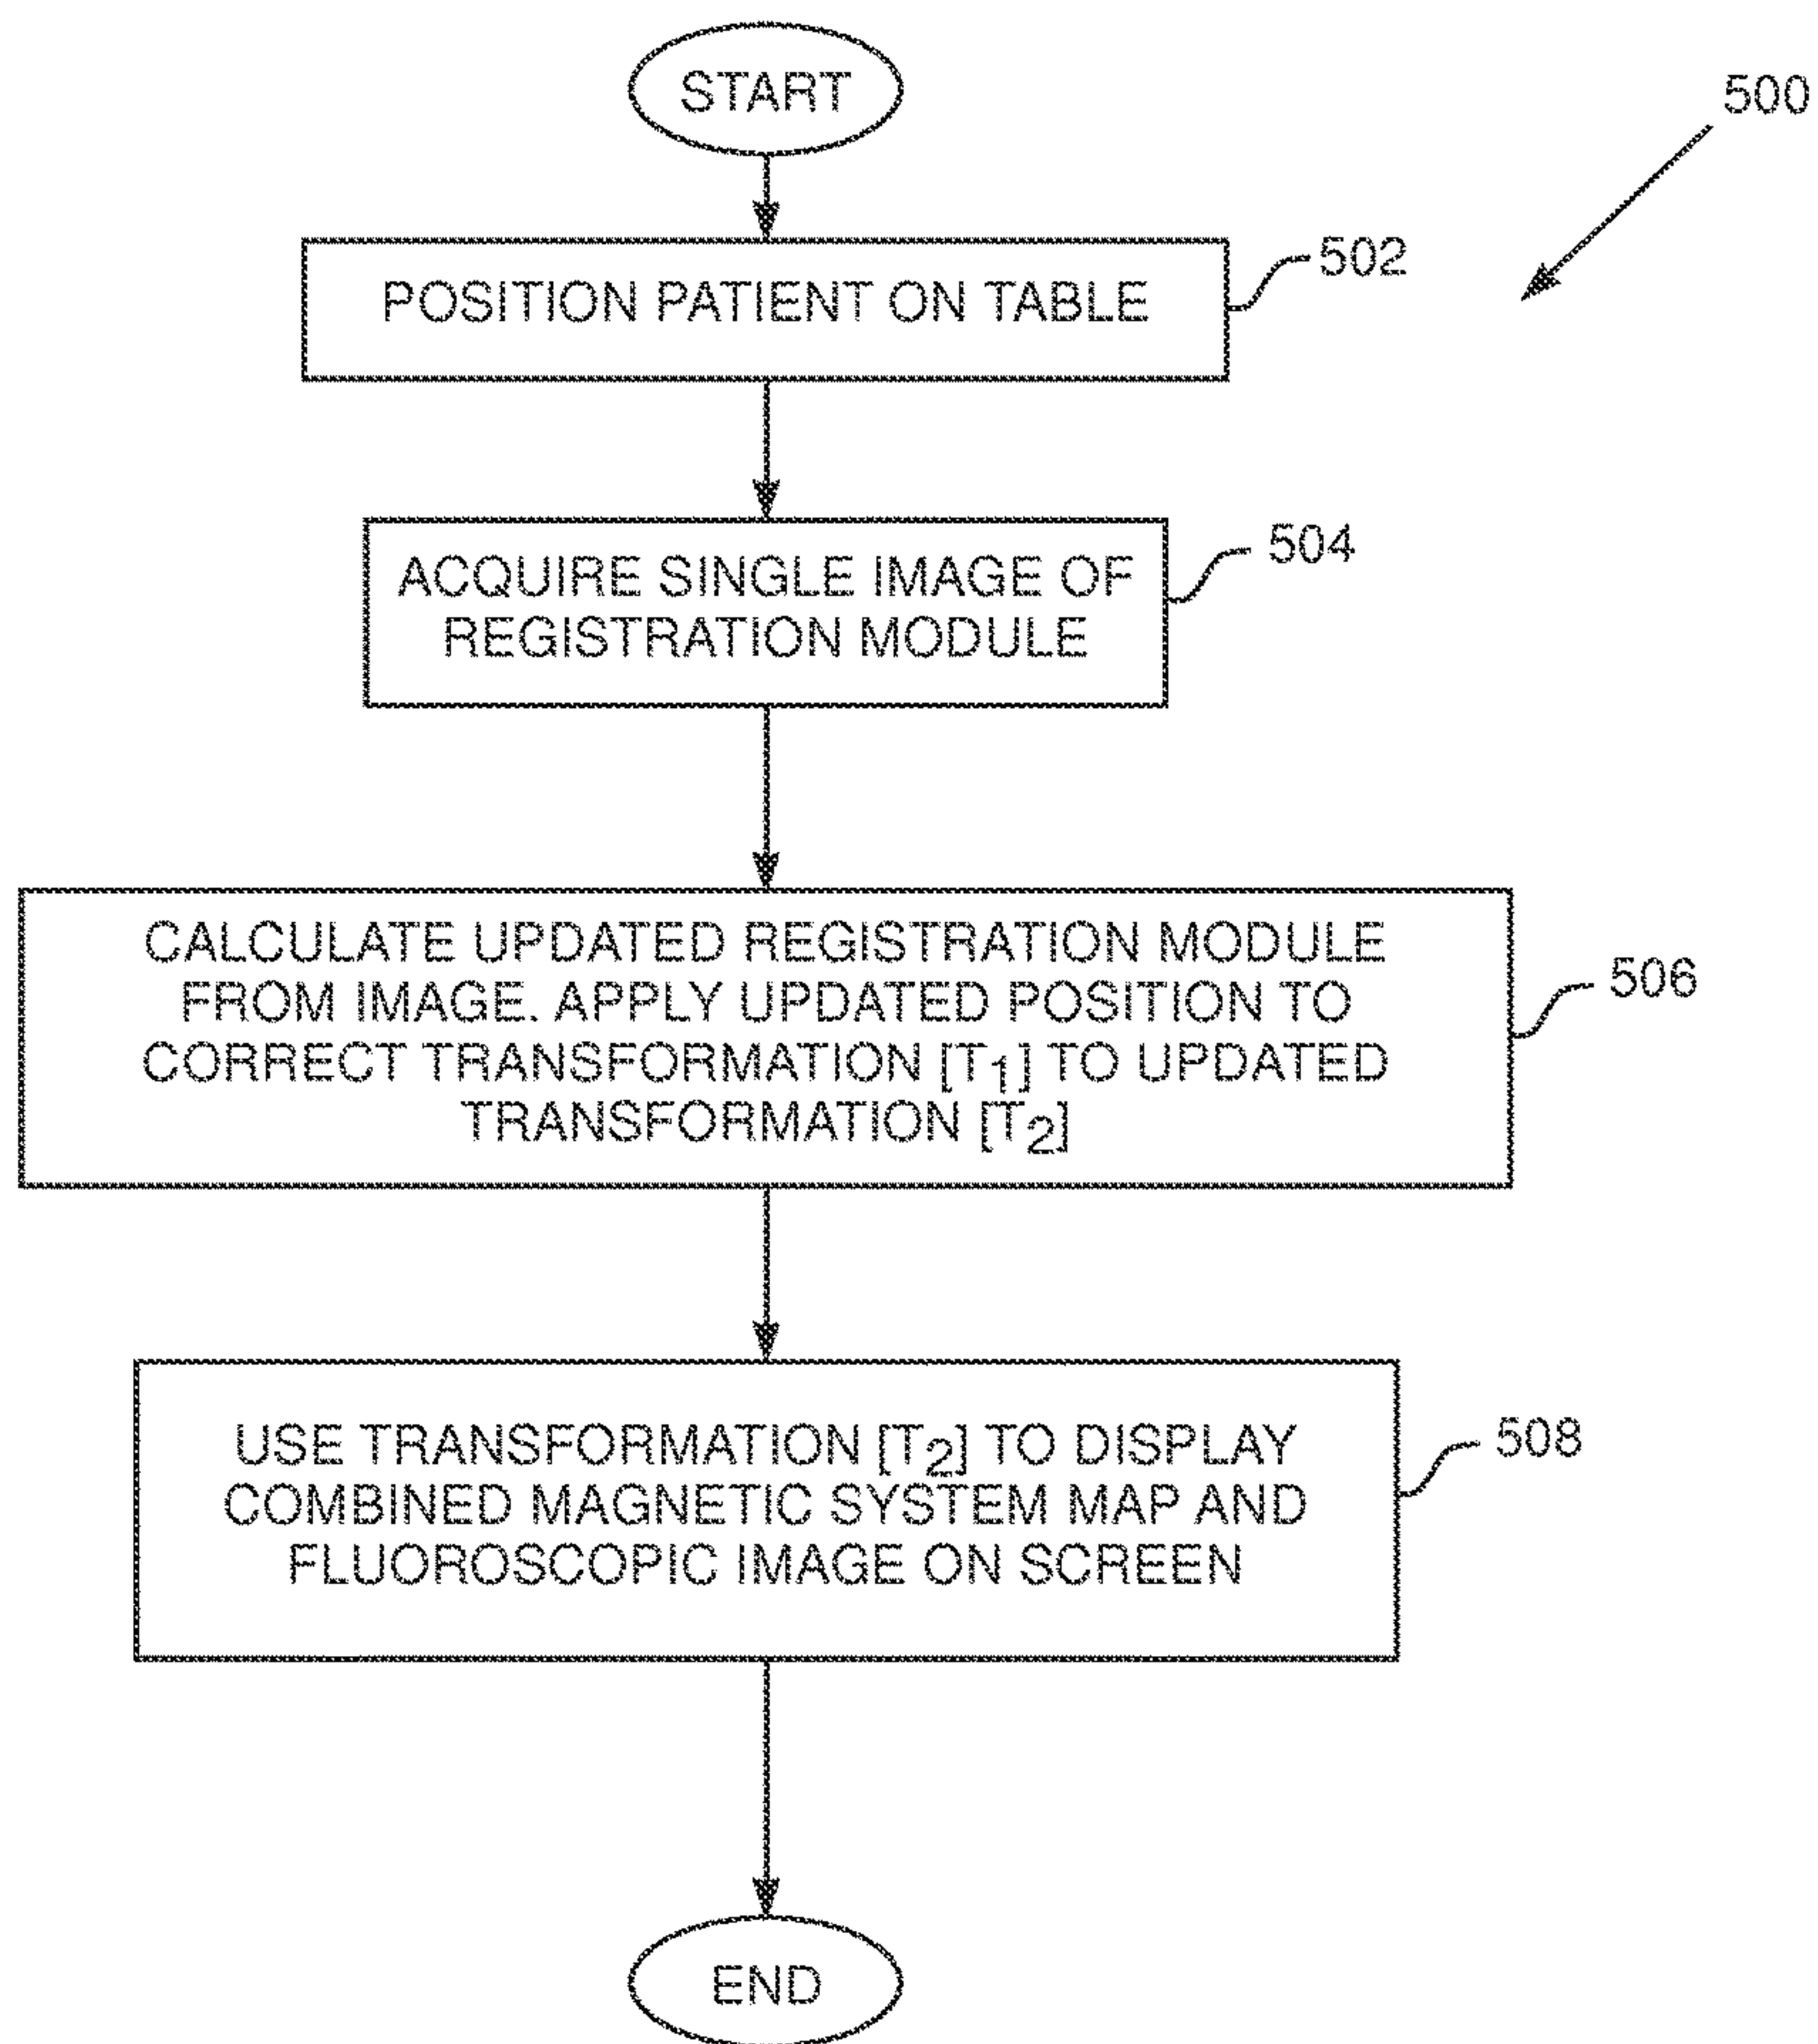 START
500
POSITION PATIENT ON TABLE
502
ACQUIRE SINGLE IMAGE OF
REGISTRATION MODULE
504
CALCULATE UPDATED REGISTRATION MODULE
FROM IMAGE. APPLY UPDATED POSITION TO
CORRECT TRANSFORMATION [T1] TO UPDATED
TRANSFORMATION [T2]
506
USE TRANSFORMATION [T2] TO DISPLAY
COMBINED MAGNETIC SYSTEM MAP AND
FLUOROSCOPIC IMAGE ON SCREEN
508
END